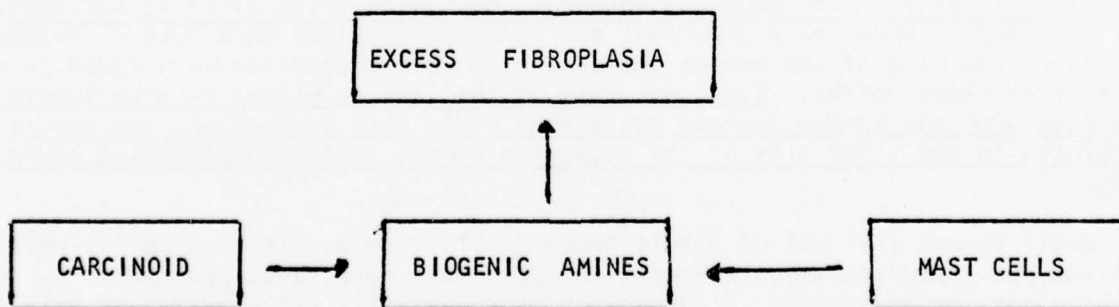 EXCESS FIBROPLASIA
CARCINOID
BIOGENIC AMINES
MAST CELLS